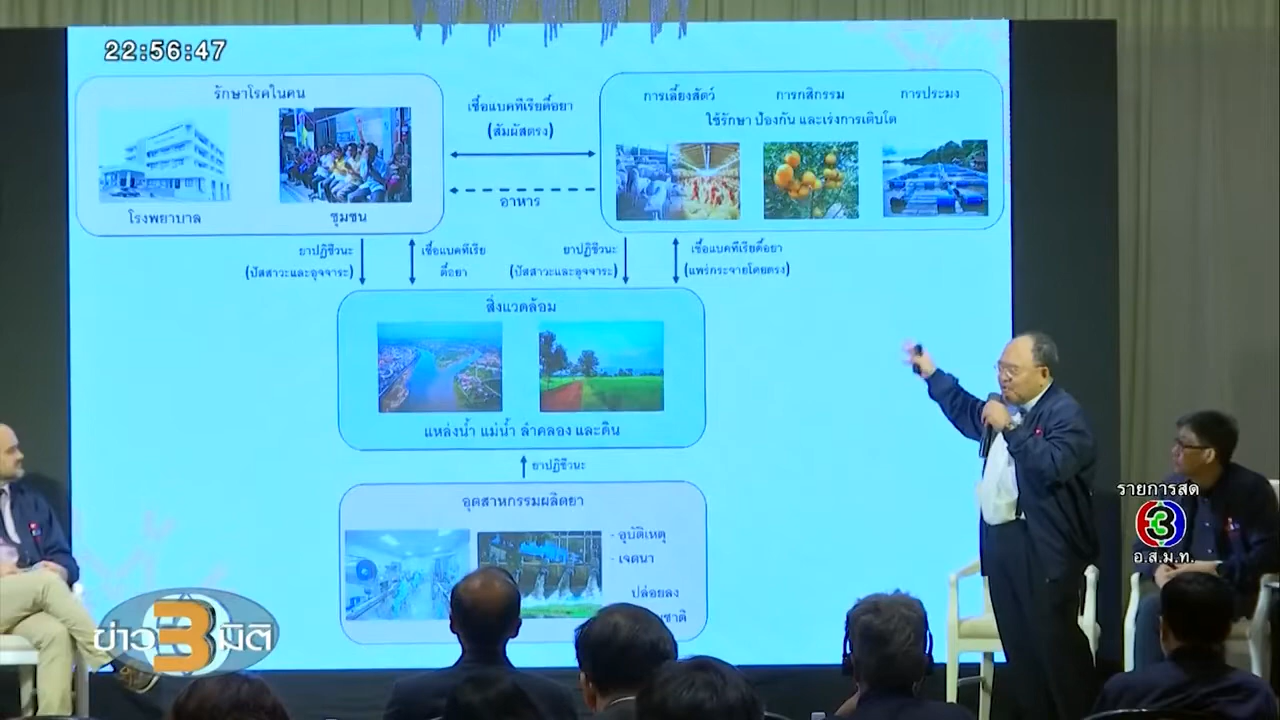 22:56:47
รักษาโรคในคน
โรงพยาบาล
ชุมชน
เชื้อแบคทีเรียดื้อยา
(สัมผัสตรง)
อาหาร
การเลี้ยงสัตว์
การกสิกรรม
การประมง
ใช้รักษา ป้องกัน และเร่งการเติบโต
ยาปฏิชีวนะ
(ปัสสาวะและอุจจาระ)
เชื้อแบคทีเรีย
ดื้อยา
ยาปฏิชีวนะ
(ปัสสาวะและอุจจาระ)
เชื้อแบคทีเรียดื้อยา
(แพร่กระจายโดยตรง)
สิ่งแวดล้อม
แหล่งน้ำ แม่น้ำ ลำคลอง และดิน
ยาปฏิชีวนะ
อุตสาหกรรมผลิตยา
- อุบัติเหตุ
- เจตนา
ปล่อยลง
รายการสด
3
อ.ส.ม.ท.
ข่าว 3 มิติ